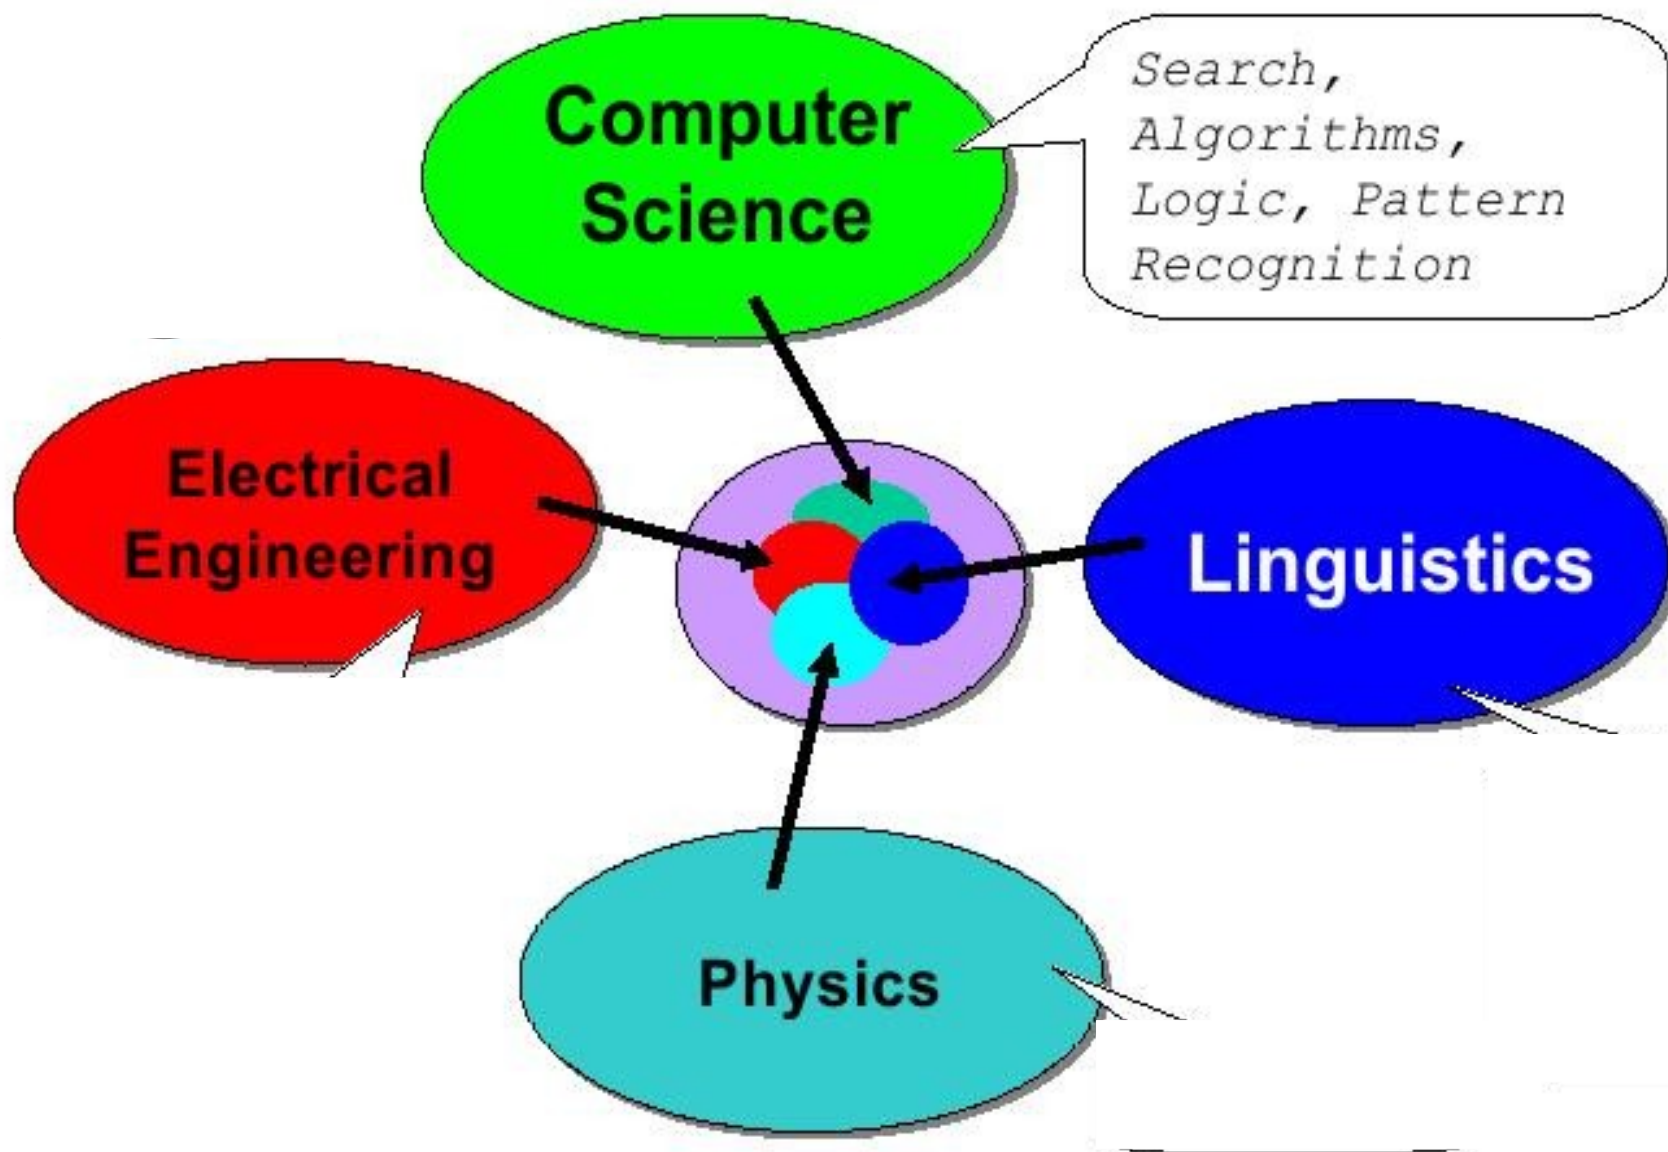 Computer
Science
Search,
Algorithms,
Logic, Pattern
Recognition
Electrical
Engineering
Linguistics
Physics